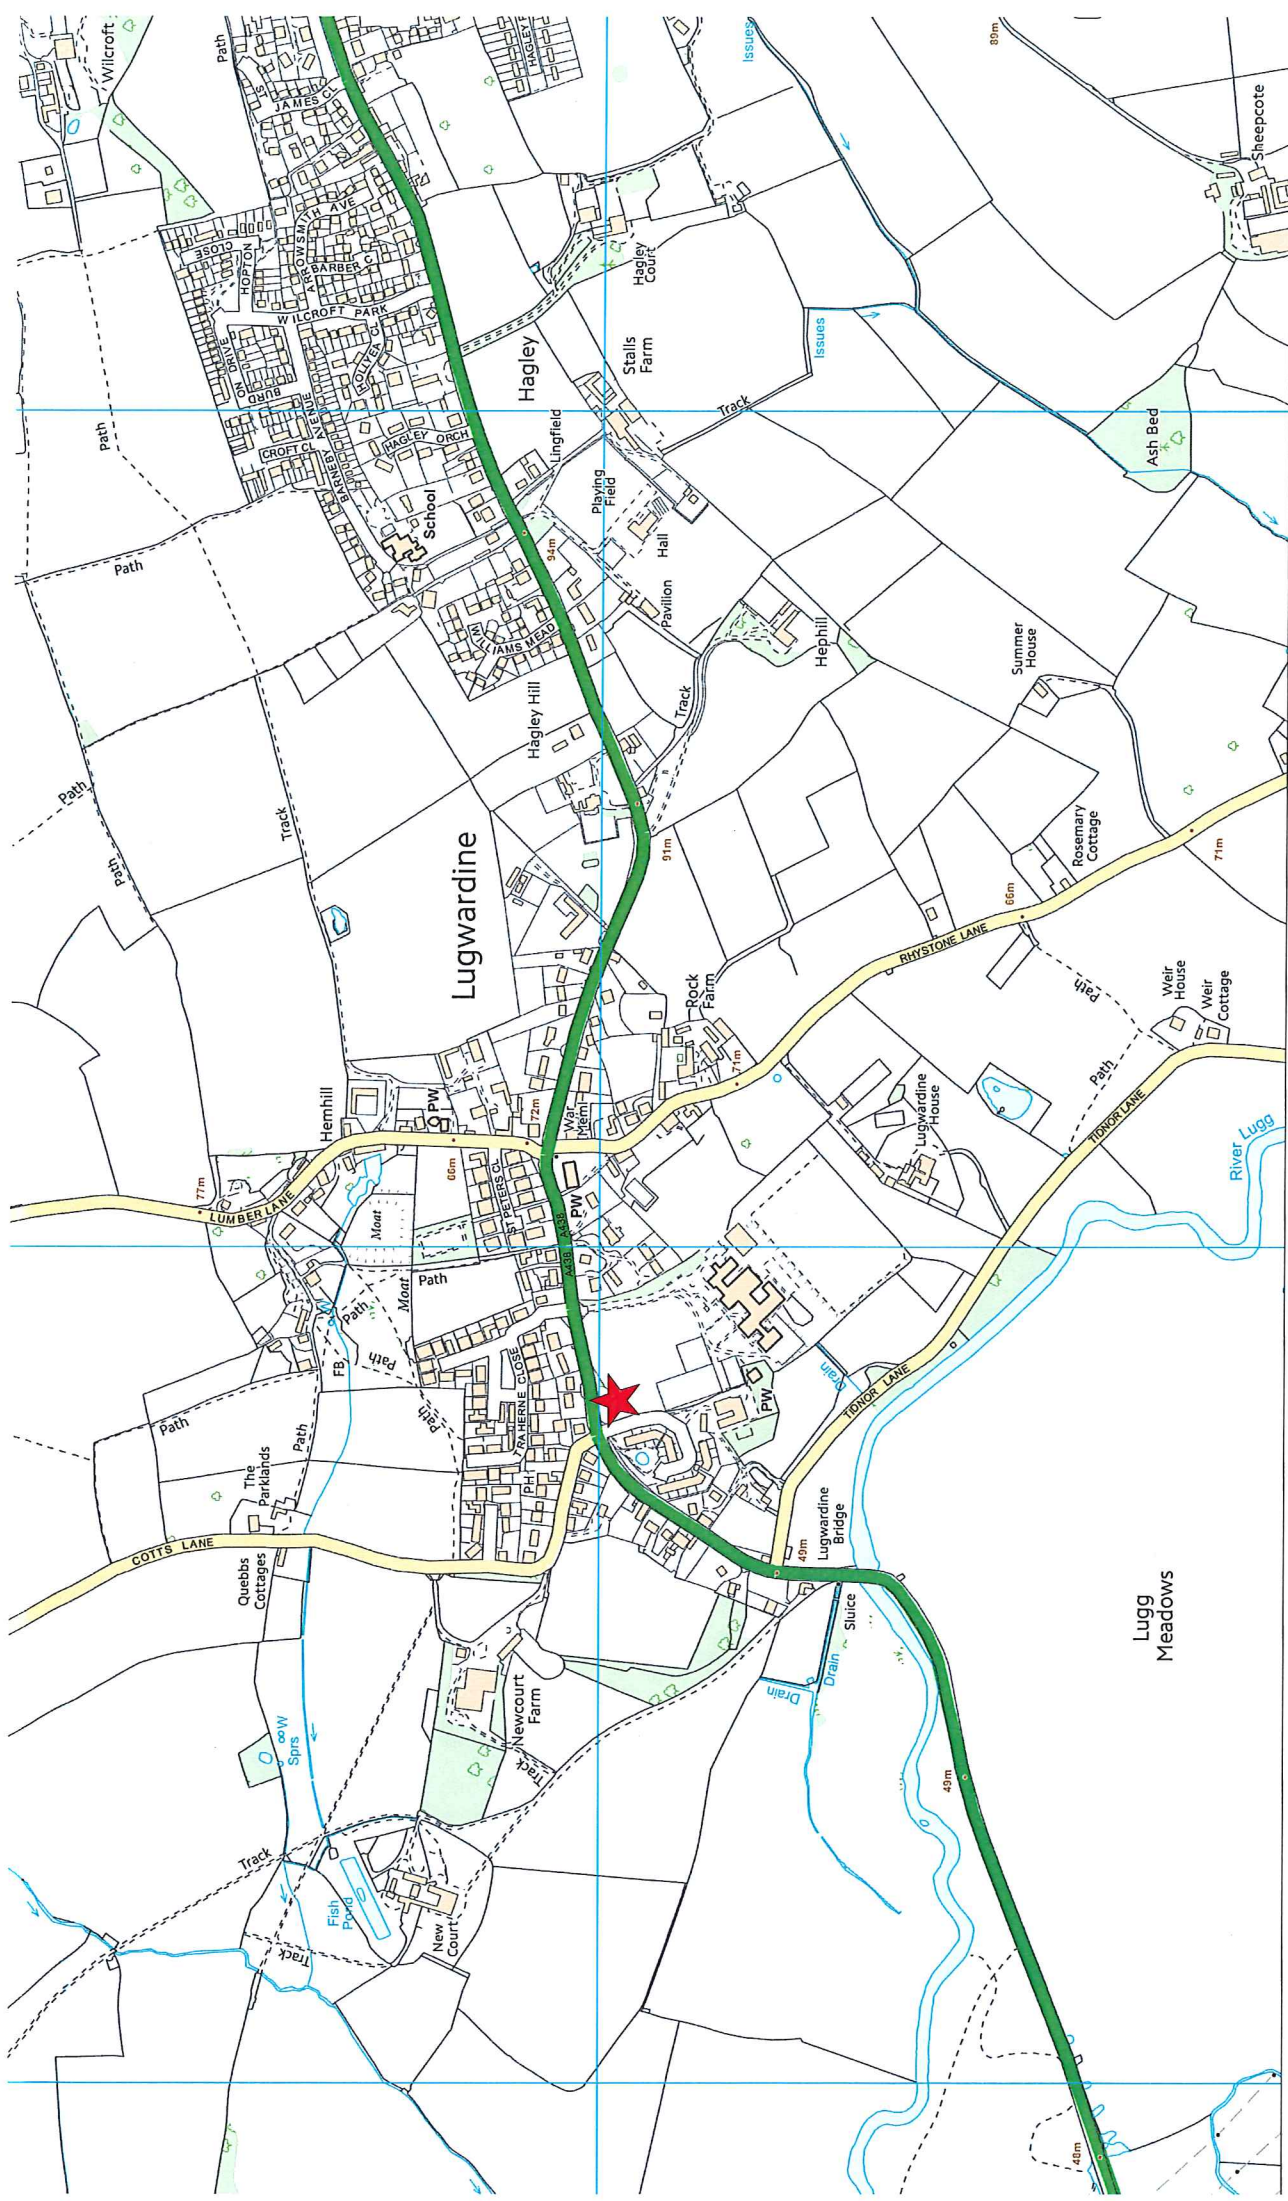 Wilcroft
Path
JAMES CL
HAGLEY
Issues
89m
Sheepcote
CLOSE
HOPTON
ARROWSMITH AVE
BARBER C
WILCROFT PARK
HOLLYEA CL
BURD
ON DRIVE
CROFT CL
BARNEBY AVENUE
HAGLEY ORCH
School
Hagley
Court
Hagley
Stalls
Farm
Issues
Track
Ash Bed
Lingfield
Playing
Field
Hall
Pavilion
94m
Path
Path
WILLIAMS MEAD
Hagley Hill
Track
Hephill
Summer
House
Path
Path
Track
Lugwardine
91m
Rosemary
Cottage
66m
71m
RHYSTONE LANE
Rock
Farm
71m
Path
Weir
House
Weir
Cottage
Path
TIDNOR LANE
River Lugg
Lugwardine
House
Hemhill
PW
72m
War
Meml
66m
77m
LUMBER LANE
ST PETERS CL
PW
A438
A438
Moat
Moat
Path
Path
Path
Path
FB
W
TRAHERNE CLOSE
PH
PW
Drain
TIDNOR LANE
Path
Path
The
Parklands
COTTS LANE
Quebbs
Cottages
49m
Lugwardine
Bridge
Sluice
Drain
Drain
Lugg
Meadows
Newcourt
Farm
Track
W
Sprs
Track
Fish
Pond
New
Court
Track
49m
48m